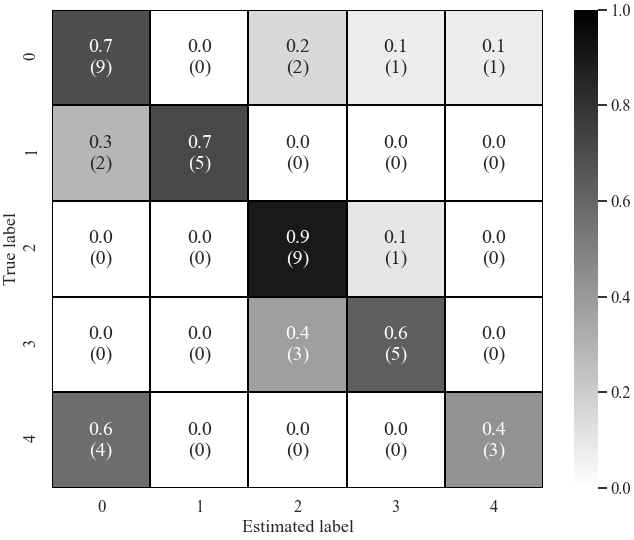 0.7 0.0 0.2 0.1 0.1 1.0
0 (9) (0) (2) (1) (1)
0.8
0.3 0.7 0.0 0.0 0.0
1 (2) (5) (0) (0) (0)
0.6
True label
0.0 0.0 0.9 0.1 0.0
2 (0) (0) (9) (1) (0)
0.4
0.0 0.0 0.4 0.6 0.0
3 (0) (0) (3) (5) (0)
0.2
0.6 0.0 0.0 0.0 0.4
4 (4) (0) (0) (0) (3)
0.0
0 1 2 3 4
Estimated label